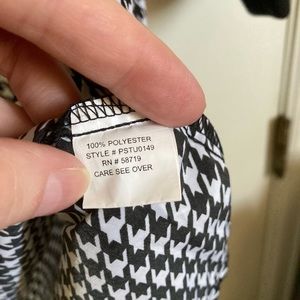 100% POLYESTER
STYLE # PSTU0149
RN # 58719
CARE SEE OVER